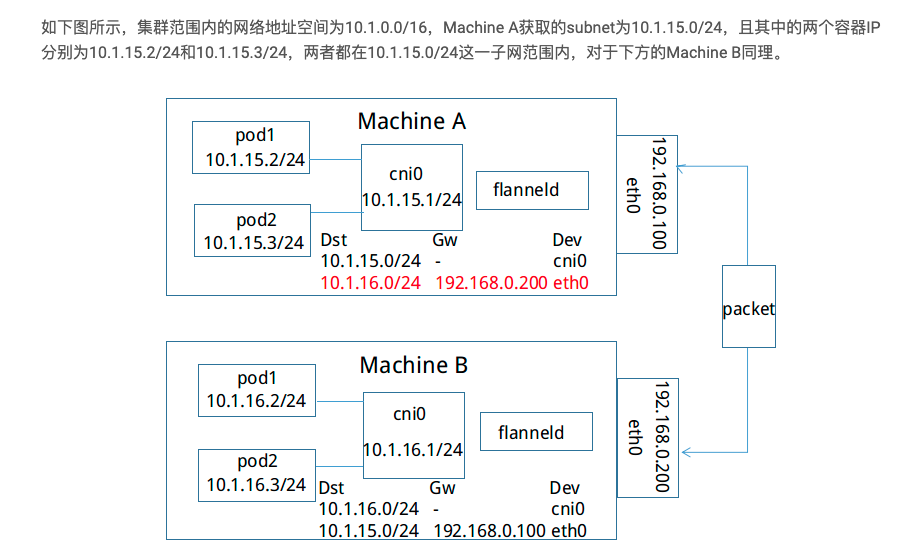 如下图所示，集群范围内的网络地址空间为10.1.0.0/16，Machine A获取的subnet为10.1.15.0/24，且其中的两个容器IP
分别为10.1.15.2/24和10.1.15.3/24，两者都在10.1.15.0/24这一子网范围内，对于下方的Machine B同理。
Machine A
pod1
10.1.15.2/24
cni0
10.1.15.1/24
flanneld
192.168.0.100
eth0
pod2
10.1.15.3/24
Dst Gw Dev
10.1.15.0/24 - cni0
10.1.16.0/24 192.168.0.200 eth0
packet
Machine B
pod1
10.1.16.2/24
cni0
10.1.16.1/24
flanneld
192.168.0.200
eth0
pod2
10.1.16.3/24
Dst Gw Dev
10.1.16.0/24 - cni0
10.1.15.0/24 192.168.0.100 eth0